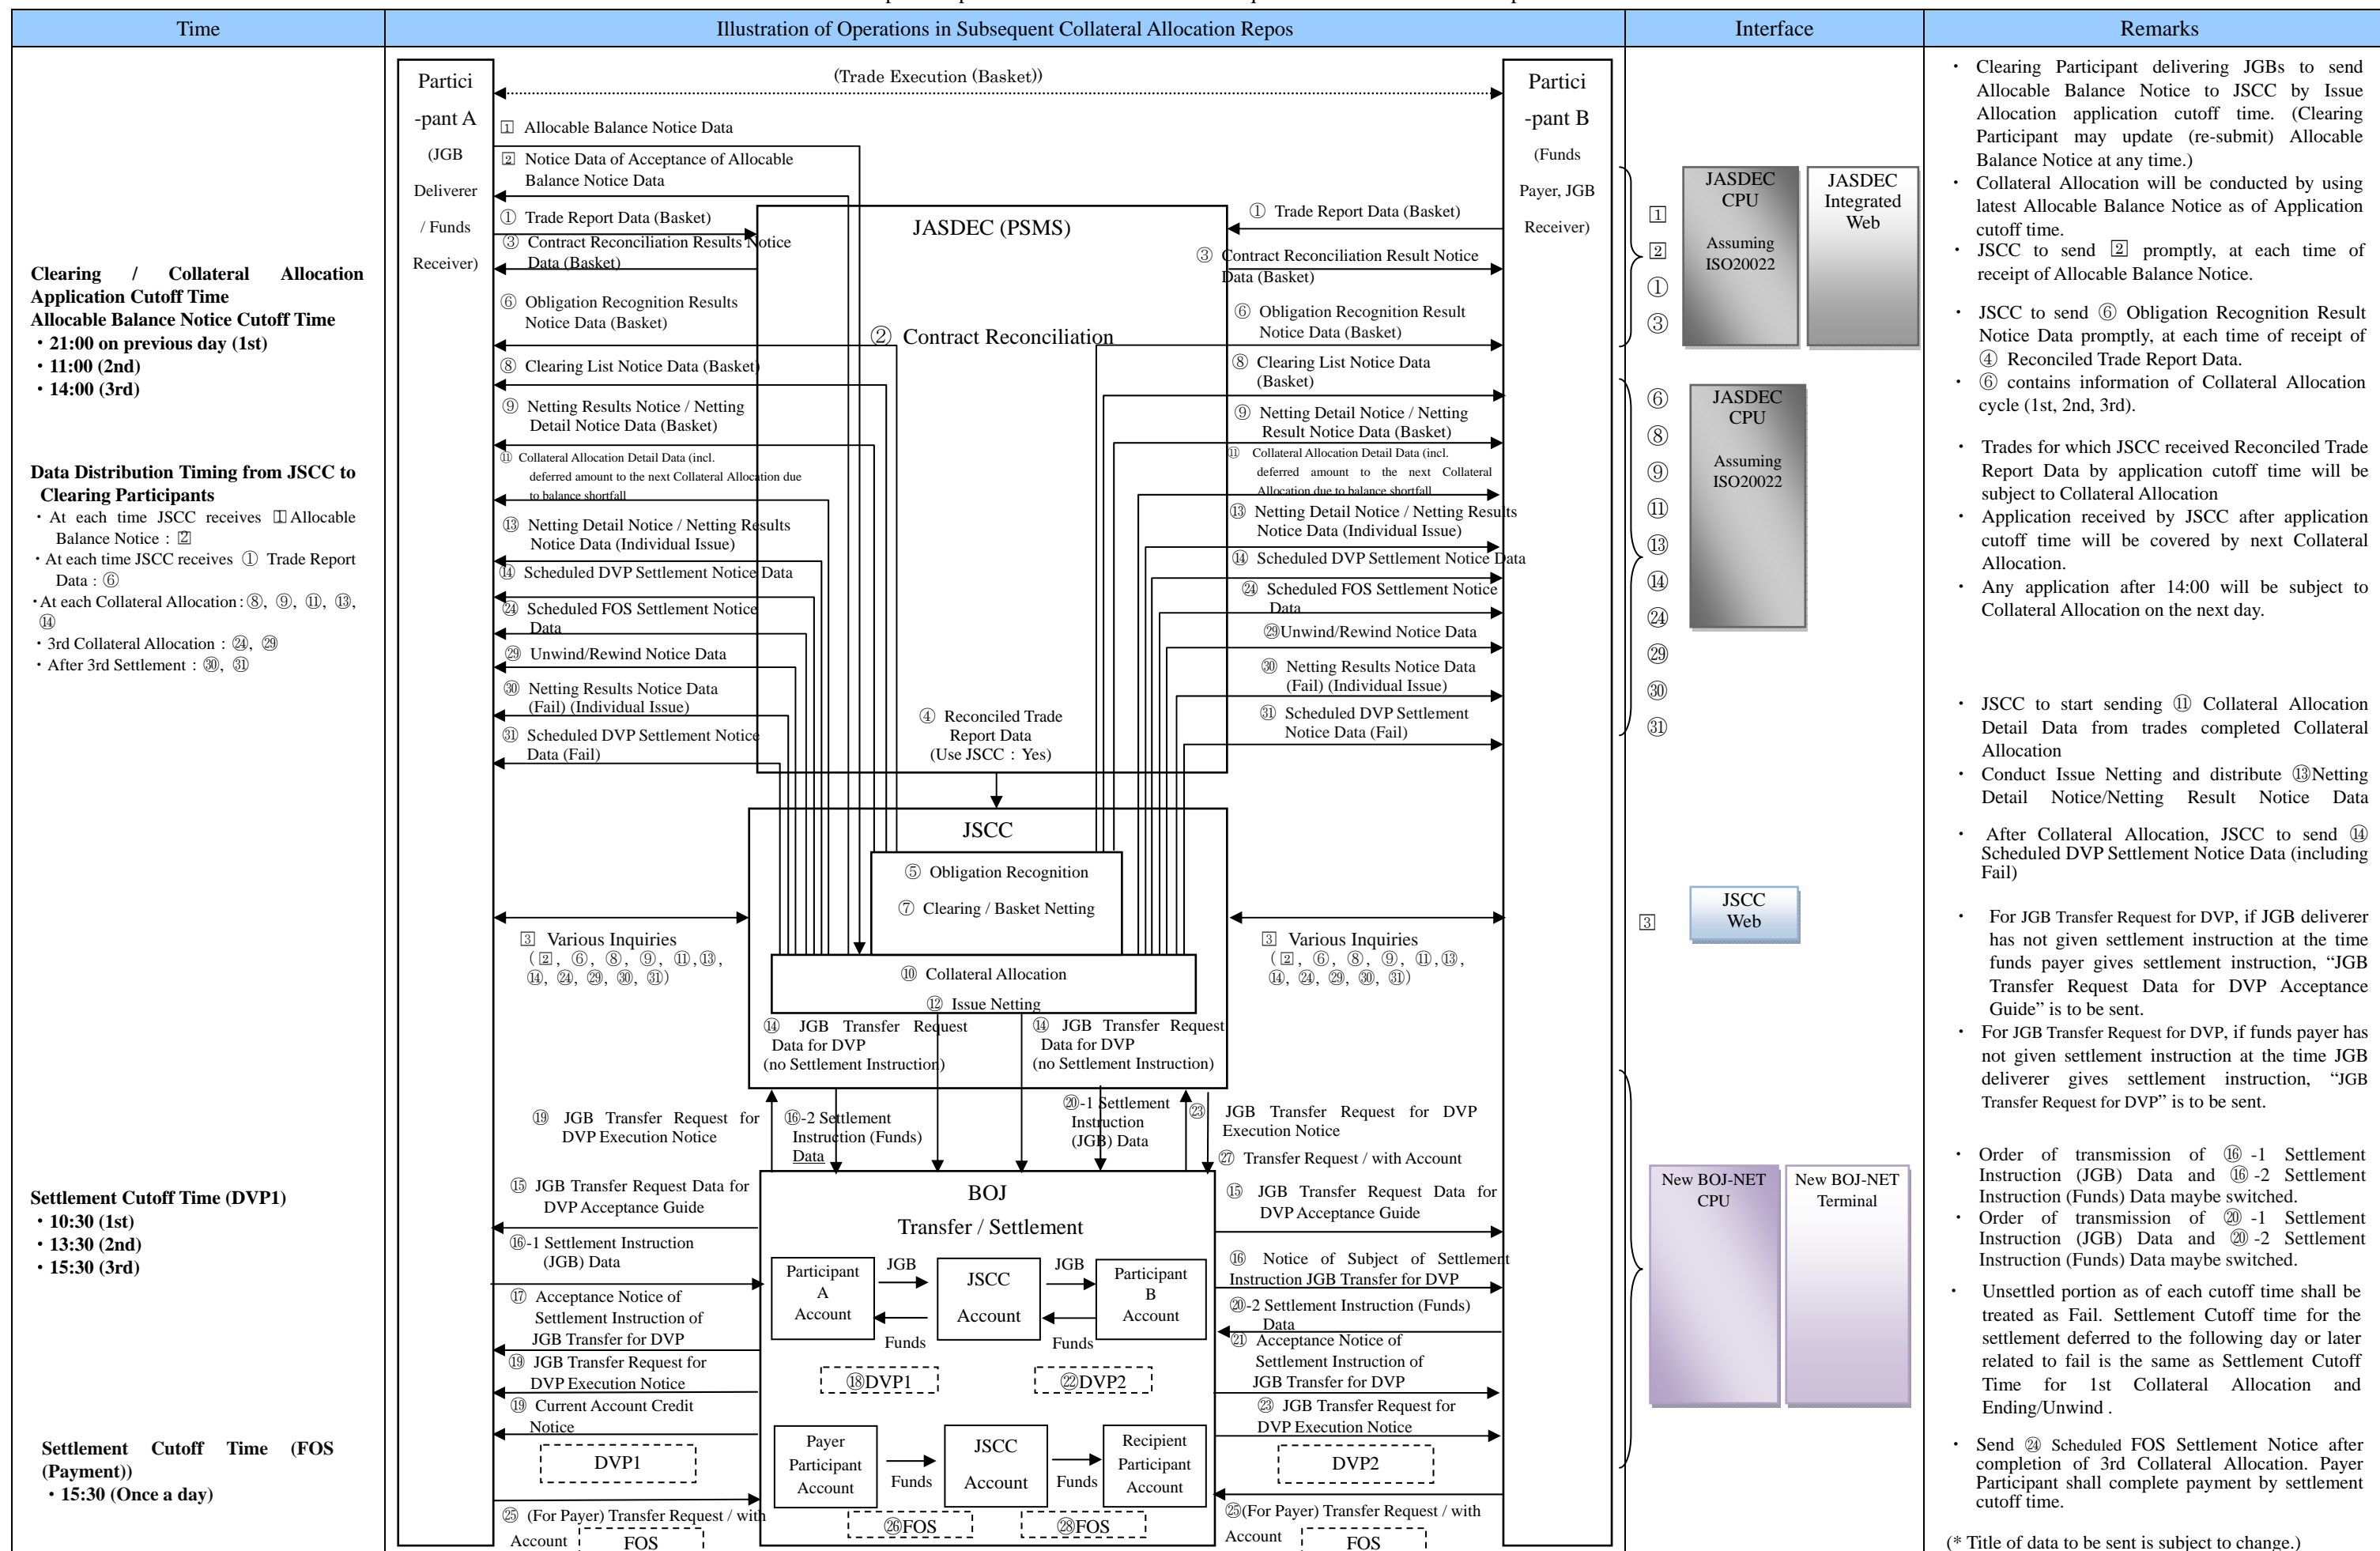 Time
Illustration of Operations in Subsequent Collateral Allocation Repos
Interface
Remarks
Clearing / Collateral Allocation
Application Cutoff Time
Allocable Balance Notice Cutoff Time
・21:00 on previous day (1st)
・11:00 (2nd)
・14:00 (3rd)
Data Distribution Timing from JSCC to
Clearing Participants
・At each time JSCC receives 1 Allocable
Balance Notice : 2
・At each time JSCC receives ① Trade Report
Data : ⑥
・At each Collateral Allocation : ⑧, ⑨, ⑪, ⑬,
⑭
・3rd Collateral Allocation : ㉔, ㉙
・After 3rd Settlement : ㉚, ㉛
Settlement Cutoff Time (DVP1)
・10:30 (1st)
・13:30 (2nd)
・15:30 (3rd)
Settlement Cutoff Time (FOS
(Payment))
・15:30 (Once a day)
Partici
-pant A
(JGB
Deliverer
/ Funds
Receiver)
(Trade Execution (Basket))
Partici
-pant B
(Funds
Payer, JGB
Receiver)
1 Allocable Balance Notice Data
2 Notice Data of Acceptance of Allocable
Balance Notice Data
① Trade Report Data (Basket)
③ Contract Reconciliation Results Notice
Data (Basket)
⑥ Obligation Recognition Results
Notice Data (Basket)
⑧ Clearing List Notice Data (Basket)
⑨ Netting Results Notice / Netting
Detail Notice Data (Basket)
⑪ Collateral Allocation Detail Data (incl.
deferred amount to the next Collateral Allocation due
to balance shortfall
⑬ Netting Detail Notice / Netting Results
Notice Data (Individual Issue)
⑭ Scheduled DVP Settlement Notice Data
㉔ Scheduled FOS Settlement Notice
Data
㉙ Unwind/Rewind Notice Data
㉚ Netting Results Notice Data
(Fail) (Individual Issue)
㉛ Scheduled DVP Settlement Notice
Data (Fail)
JASDEC (PSMS)
② Contract Reconciliation
④ Reconciled Trade
Report Data
(Use JSCC : Yes)
① Trade Report Data (Basket)
③ Contract Reconciliation Result Notice
Data (Basket)
⑥ Obligation Recognition Result
Notice Data (Basket)
⑧ Clearing List Notice Data
(Basket)
⑨ Netting Detail Notice / Netting
Result Notice Data (Basket)
⑪ Collateral Allocation Detail Data (incl.
deferred amount to the next Collateral
Allocation due to balance shortfall
⑬ Netting Detail Notice / Netting Results
Notice Data (Individual Issue)
⑭ Scheduled DVP Settlement Notice Data
㉔ Scheduled FOS Settlement Notice
Data
㉙Unwind/Rewind Notice Data
㉚ Netting Results Notice Data
(Fail) (Individual Issue)
㉛ Scheduled DVP Settlement
Notice Data (Fail)
JSCC
⑤ Obligation Recognition
⑦ Clearing / Basket Netting
⑩ Collateral Allocation
⑫ Issue Netting
3 Various Inquiries
(2, ⑥, ⑧, ⑨, ⑪,⑬,
⑭, ㉔, ㉙, ㉚, ㉛)
3 Various Inquiries
(2, ⑥, ⑧, ⑨, ⑪,⑬,
⑭, ㉔, ㉙, ㉚, ㉛)
⑭ JGB Transfer Request
Data for DVP
(no Settlement Instruction)
⑭ JGB Transfer Request
Data for DVP
(no Settlement Instruction)
⑲ JGB Transfer Request for
DVP Execution Notice
⑯-2 Settlement
Instruction (Funds)
Data
⑳-1 Settlement
Instruction
(JGB) Data
㉓ JGB Transfer Request for DVP
Execution Notice
㉗ Transfer Request / with Account
⑮ JGB Transfer Request Data for
DVP Acceptance Guide
⑯-1 Settlement Instruction
(JGB) Data
⑰ Acceptance Notice of
Settlement Instruction of
JGB Transfer for DVP
⑲ JGB Transfer Request for
DVP Execution Notice
⑲ Current Account Credit
Notice
DVP1
㉕ (For Payer) Transfer Request / with
Account
FOS
BOJ
Transfer / Settlement
Participant
A
Account
JGB
Funds
JSCC
Account
JGB
Funds
Participant
B
Account
⑱DVP1
㉒DVP2
Payer
Participant
Account
Funds
JSCC
Account
Funds
Recipient
Participant
Account
㉖FOS
㉘FOS
⑮ JGB Transfer Request Data for
DVP Acceptance Guide
⑯ Notice of Subject of Settlement
Instruction JGB Transfer for DVP
⑳-2 Settlement Instruction (Funds)
Data
㉑ Acceptance Notice of
Settlement Instruction of
JGB Transfer for DVP
㉓ JGB Transfer Request for
DVP Execution Notice
DVP2
㉕(For Payer) Transfer Request / with
Account
FOS
1
2
①
③
JASDEC
CPU
Assuming
ISO20022
JASDEC
Integrated
Web
⑥
⑧
⑨
⑪
⑬
⑭
㉔
㉙
㉚
㉛
JASDEC
CPU
Assuming
ISO20022
3
JSCC
Web
New BOJ-NET
CPU
New BOJ-NET
Terminal
・ Clearing Participant delivering JGBs to send
Allocable Balance Notice to JSCC by Issue
Allocation application cutoff time. (Clearing
Participant may update (re-submit) Allocable
Balance Notice at any time.)
・ Collateral Allocation will be conducted by using
latest Allocable Balance Notice as of Application
cutoff time.
・ JSCC to send 2 promptly, at each time of
receipt of Allocable Balance Notice.
・ JSCC to send ⑥ Obligation Recognition Result
Notice Data promptly, at each time of receipt of
④ Reconciled Trade Report Data.
・ ⑥ contains information of Collateral Allocation
cycle (1st, 2nd, 3rd).
・ Trades for which JSCC received Reconciled Trade
Report Data by application cutoff time will be
subject to Collateral Allocation
・ Application received by JSCC after application
cutoff time will be covered by next Collateral
Allocation.
・ Any application after 14:00 will be subject to
Collateral Allocation on the next day.
・ JSCC to start sending ⑪ Collateral Allocation
Detail Data from trades completed Collateral
Allocation
・ Conduct Issue Netting and distribute ⑬Netting
Detail Notice/Netting Result Notice Data
・ After Collateral Allocation, JSCC to send ⑭
Scheduled DVP Settlement Notice Data (including
Fail)
・ For JGB Transfer Request for DVP, if JGB deliverer
has not given settlement instruction at the time
funds payer gives settlement instruction, “JGB
Transfer Request Data for DVP Acceptance
Guide” is to be sent.
・ For JGB Transfer Request for DVP, if funds payer has
not given settlement instruction at the time JGB
deliverer gives settlement instruction, “JGB
Transfer Request for DVP” is to be sent.
・ Order of transmission of ⑯ -1 Settlement
Instruction (JGB) Data and ⑯ -2 Settlement
Instruction (Funds) Data maybe switched.
・ Order of transmission of ⑳ -1 Settlement
Instruction (JGB) Data and ⑳ -2 Settlement
Instruction (Funds) Data maybe switched.
・ Unsettled portion as of each cutoff time shall be
treated as Fail. Settlement Cutoff time for the
settlement deferred to the following day or later
related to fail is the same as Settlement Cutoff
Time for 1st Collateral Allocation and
Ending/Unwind .
・ Send ㉔ Scheduled FOS Settlement Notice after
completion of 3rd Collateral Allocation. Payer
Participant shall complete payment by settlement
cutoff time.
(* Title of data to be sent is subject to change.)